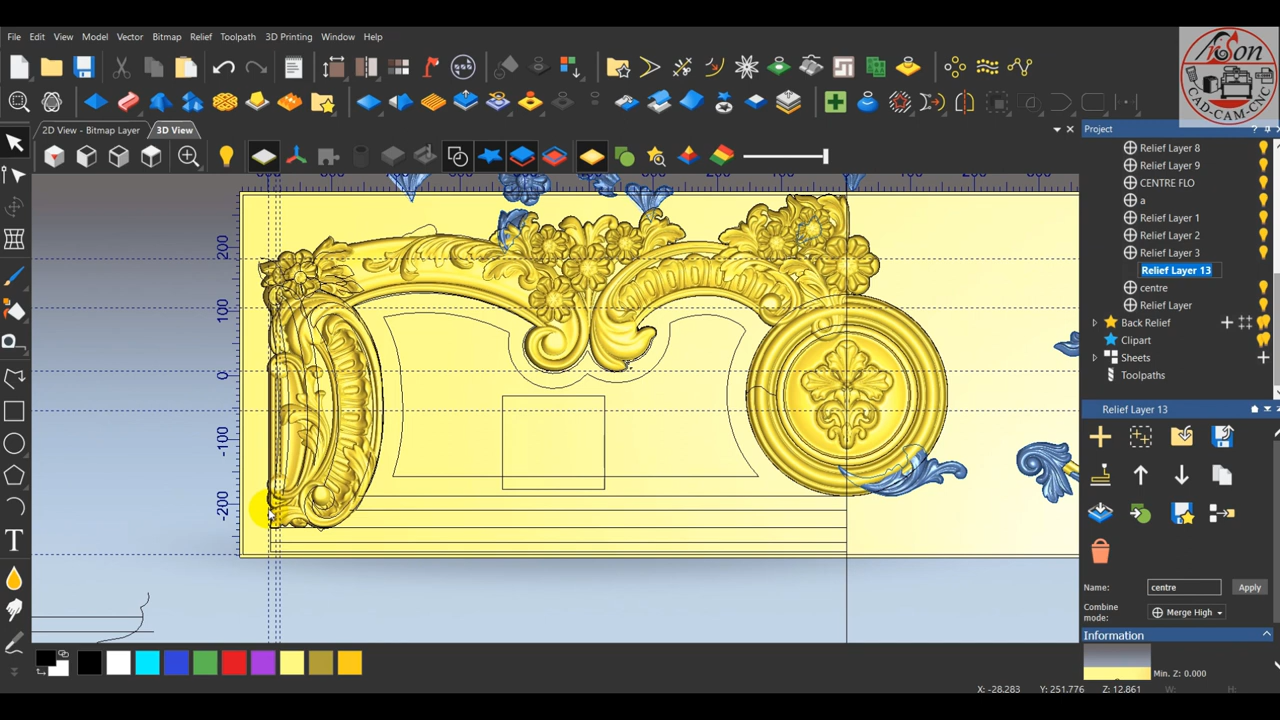 File Edit View Model Vector Bitmap Relief Toolpath 3D Printing Window Help
CAD-CAM-CNC
2D View - Bitmap Layer 3D View
Project
Relief Layer 8
Relief Layer 9
CENTRE FLO
a
Relief Layer 1
Relief Layer 2
Relief Layer 3
Relief Layer 13
centre
Relief Layer
Back Relief
Clipart
Sheets
Toolpaths
Relief Layer 13
Name: centre Apply
Combine mode: Merge High
Information
Min. Z: 0.000
200
100
0
-100
-200
X: -28.283 Y: 251.776 Z: 12.861 W: H: